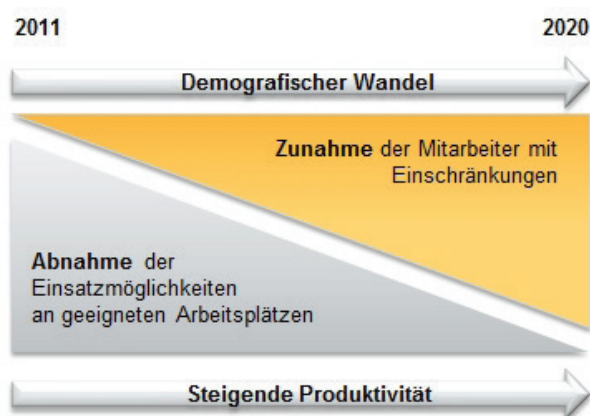 2011 2020
Demografischer Wandel
Zunahme der Mitarbeiter mit
Einschränkungen
Abnahme der
Einsatzmöglichkeiten
an geeigneten Arbeitsplätzen
Steigende Produktivität